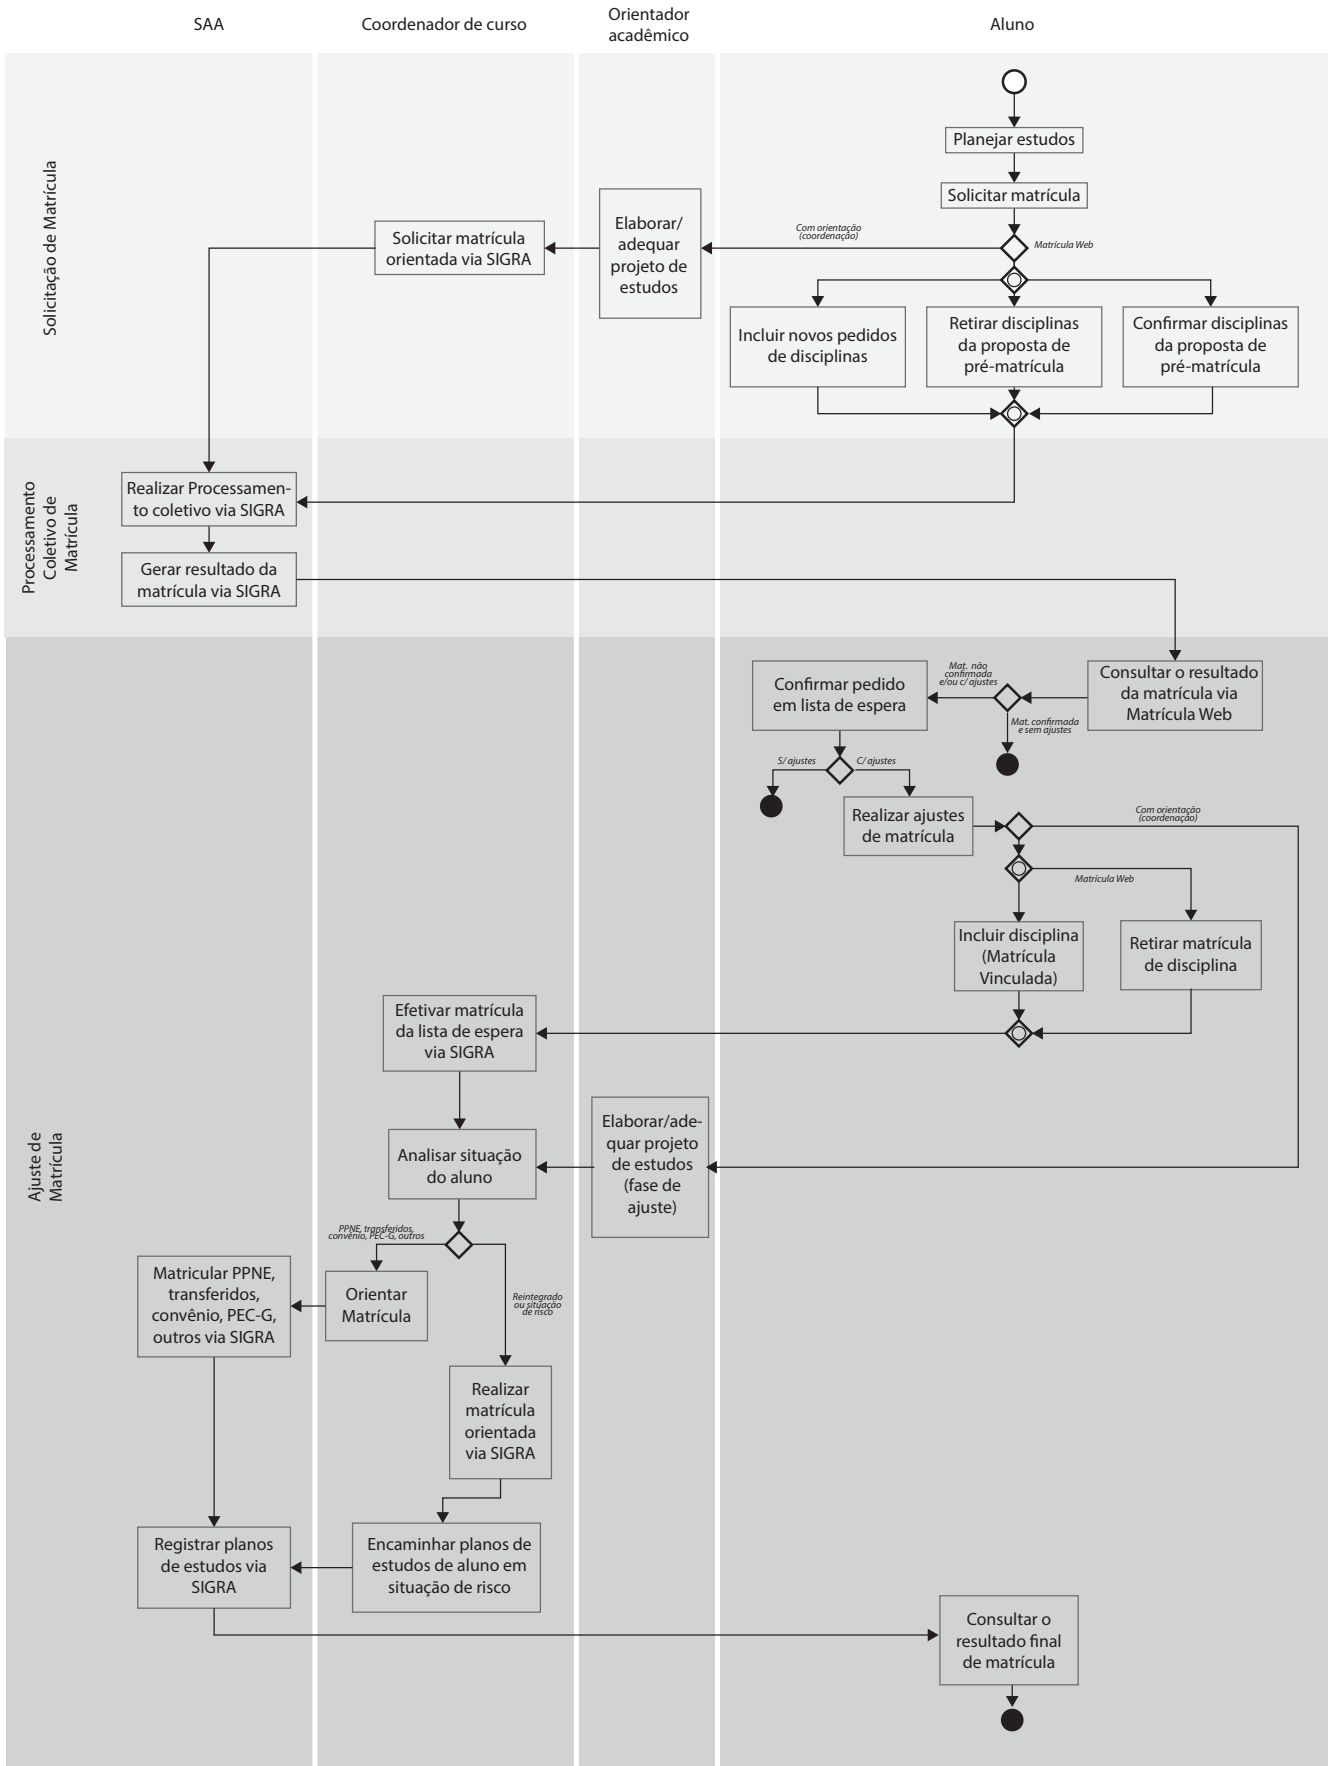 SAA
Coordenador de curso
Orientador
acadêmico
Aluno
Solicitação de Matrícula
Planejar estudos
Solicitar matrícula
Com orientação
(coordenação)
Matrícula Web
Elaborar/
adequar
projeto de
estudos
Solicitar matrícula
orientada via SIGRA
Incluir novos pedidos
de disciplinas
Retirar disciplinas
da proposta de
pré-matrícula
Confirmar disciplinas
da proposta de
pré-matrícula
Processamento
Coletivo de
Matrícula
Realizar Processamen-
to coletivo via SIGRA
Gerar resultado da
matrícula via SIGRA
Ajuste de
Matrícula
Consultar o resultado
da matrícula via
Matrícula Web
Mat. não
confirmada
e/ou c/ ajustes
Mat. confirmada
e sem ajustes
Confirmar pedido
em lista de espera
S/ ajustes
C/ ajustes
Realizar ajustes
de matrícula
Com orientação
(coordenação)
Matrícula Web
Incluir disciplina
(Matrícula
Vinculada)
Retirar matrícula
de disciplina
Efetivar matrícula
da lista de espera
via SIGRA
Elaborar/ade-
quar projeto
de estudos
(fase de
ajuste)
Analisar situação
do aluno
PPNE, transferidos,
convênio, PEC-G, outros
Reintegrado
ou situação
de risco
Orientar
Matrícula
Matricular PPNE,
transferidos,
convênio, PEC-G,
outros via SIGRA
Realizar
matrícula
orientada
via SIGRA
Encaminhar planos de
estudos de aluno em
situação de risco
Registrar planos
de estudos via
SIGRA
Consultar o
resultado final
de matrícula